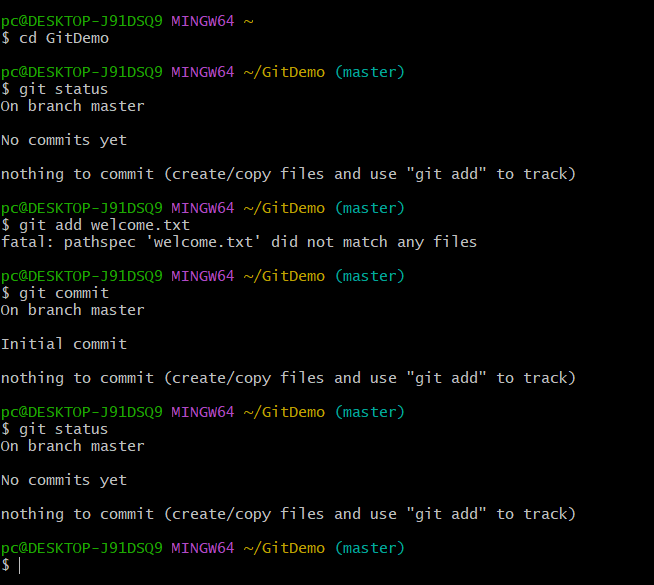 pc@DESKTOP-J91DSQ9 MINGW64 ~
$ cd GitDemo
pc@DESKTOP-J91DSQ9 MINGW64 ~/GitDemo (master)
$ git status
On branch master
No commits yet
nothing to commit (create/copy files and use "git add" to track)
pc@DESKTOP-J91DSQ9 MINGW64 ~/GitDemo (master)
$ git add welcome.txt
fatal: pathspec 'welcome.txt' did not match any files
pc@DESKTOP-J91DSQ9 MINGW64 ~/GitDemo (master)
$ git commit
On branch master
Initial commit
nothing to commit (create/copy files and use "git add" to track)
pc@DESKTOP-J91DSQ9 MINGW64 ~/GitDemo (master)
$ git status
On branch master
No commits yet
nothing to commit (create/copy files and use "git add" to track)
pc@DESKTOP-J91DSQ9 MINGW64 ~/GitDemo (master)
$